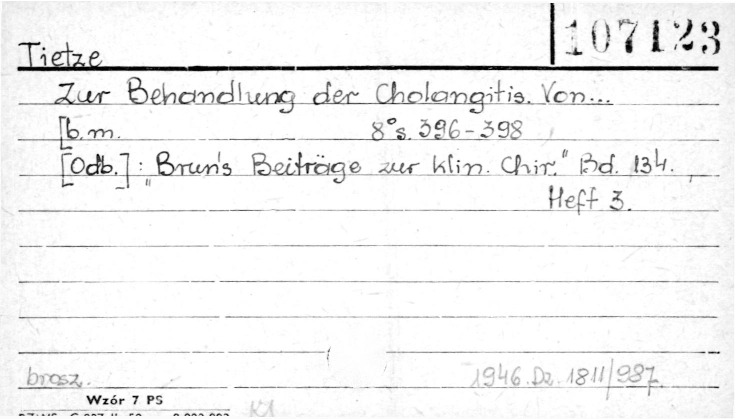 107123
Tietze
Zur Behandlung der Cholangitis. Von...
[b.m. 8° s. 396-398
[Odb.]: „Brun's Beiträge zur klin. Chir." Bd. 134.
Heft 3.
brosz. 1946. Dz. 1811/987.
Wzór 7 PS